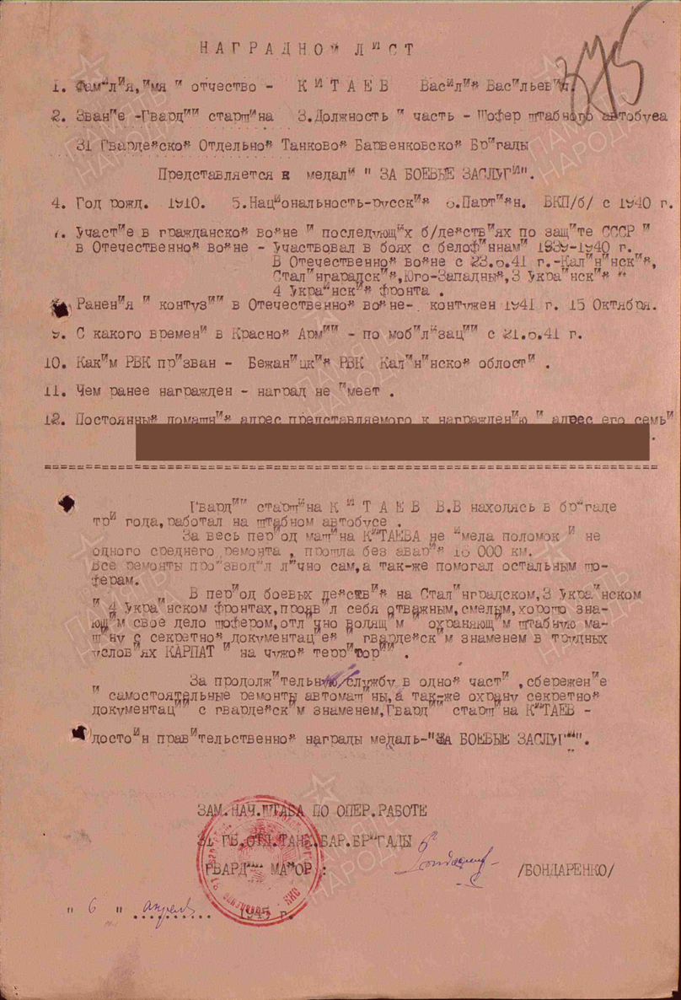 НАГРАДНОЙ ЛИСТ
1. Фамилия, имя и отчество - КИТАЕВ Василий Васильевич.
2. Звание -Гвардии старшина 3.Должность и часть - Шофер штабного автобуса
31 Гвардейской Отдельной Танковой Барвенковской Бригады
Представляется к медали " ЗА БОЕВЫЕ ЗАСЛУГИ".
4. Год рожд. 1910. 5.Национальность-русский 6.Партийн. ВКП/б/ с 1940 г.
7. Участие в гражданской войне и последующих б/действиях по защите СССР и
в Отечественной войне - Участвовал в боях с белофиннами 1939-1940 г.
В Отечественной войне с 23.6.41 г.-Калининский,
Сталинградский,Юго-Западный,3 Украинский и
4 Украинский фронта .
Ранения и контузии в Отечественной войне- контужен 1941 г. 15 Октября.
9. С какого времени в Красной Армии - по мобилизации с 21.6.41 г.
10. Каким РВК призван - Бежаницкий РВК Калининской области .
11. Чем ранее награжден - наград не имеет .
12. Постоянный домашний адрес представляемого к награждению и адрес его семьи
Гвардии старшина КИТАЕВ В.В находясь в бригаде
три года,работал на штабном автобусе .
За весь период машина КИТАЕВА не имела поломок и не
одного среднего ремонта , прошла без аварий 16 000 км.
Все ремонты производил лично сам,а так-же помогал остальным шо-
ферам.
В период боевых действий на Сталинградском,3 Украинском
и 4 Украинском фронтах,проявил себя отважным,смелым,хорошо зна-
ющим свое дело шофером,отлично водящим и охраняющим штабную ма-
шину с секретной документацией и гвардейским знаменем в трудных
условиях КАРПАТ и на чужой территории .
За продолжительную службу в одной части ,сбережение
и самостоятельные ремонты автомашины,а так-же охрану секретной
документации с гвардейским знаменем,Гвардии старшина КИТАЕВ -
достоин правительственной награды медаль-"ЗА БОЕВЫЕ ЗАСЛУГИ".
ЗАМ.НАЧ.ШТАБА ПО ОПЕР.РАБОТЕ
31 ГВ.ОТД.ТАНК.БАР.БРИГАДЫ
ГВАРДИИ МАЙОР : /БОНДАРЕНКО/
" 6 " апреля 1945 г.